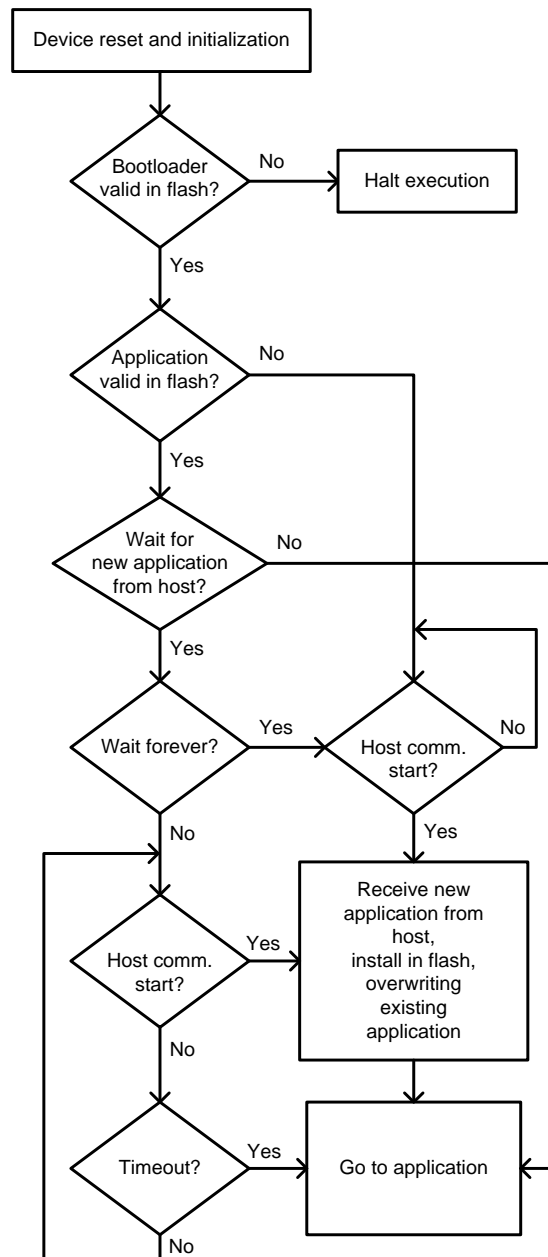 Device reset and initialization
Bootloader
valid in flash?
No
Halt execution
Yes
Application
valid in flash?
No
Yes
Wait for
new application
from host?
No
Yes
Wait forever?
Yes
Host comm.
start?
No
No
Yes
Host comm.
start?
Yes
Receive new
application from
host,
install in flash,
overwriting
existing
application
No
Timeout?
Yes
Go to application
No